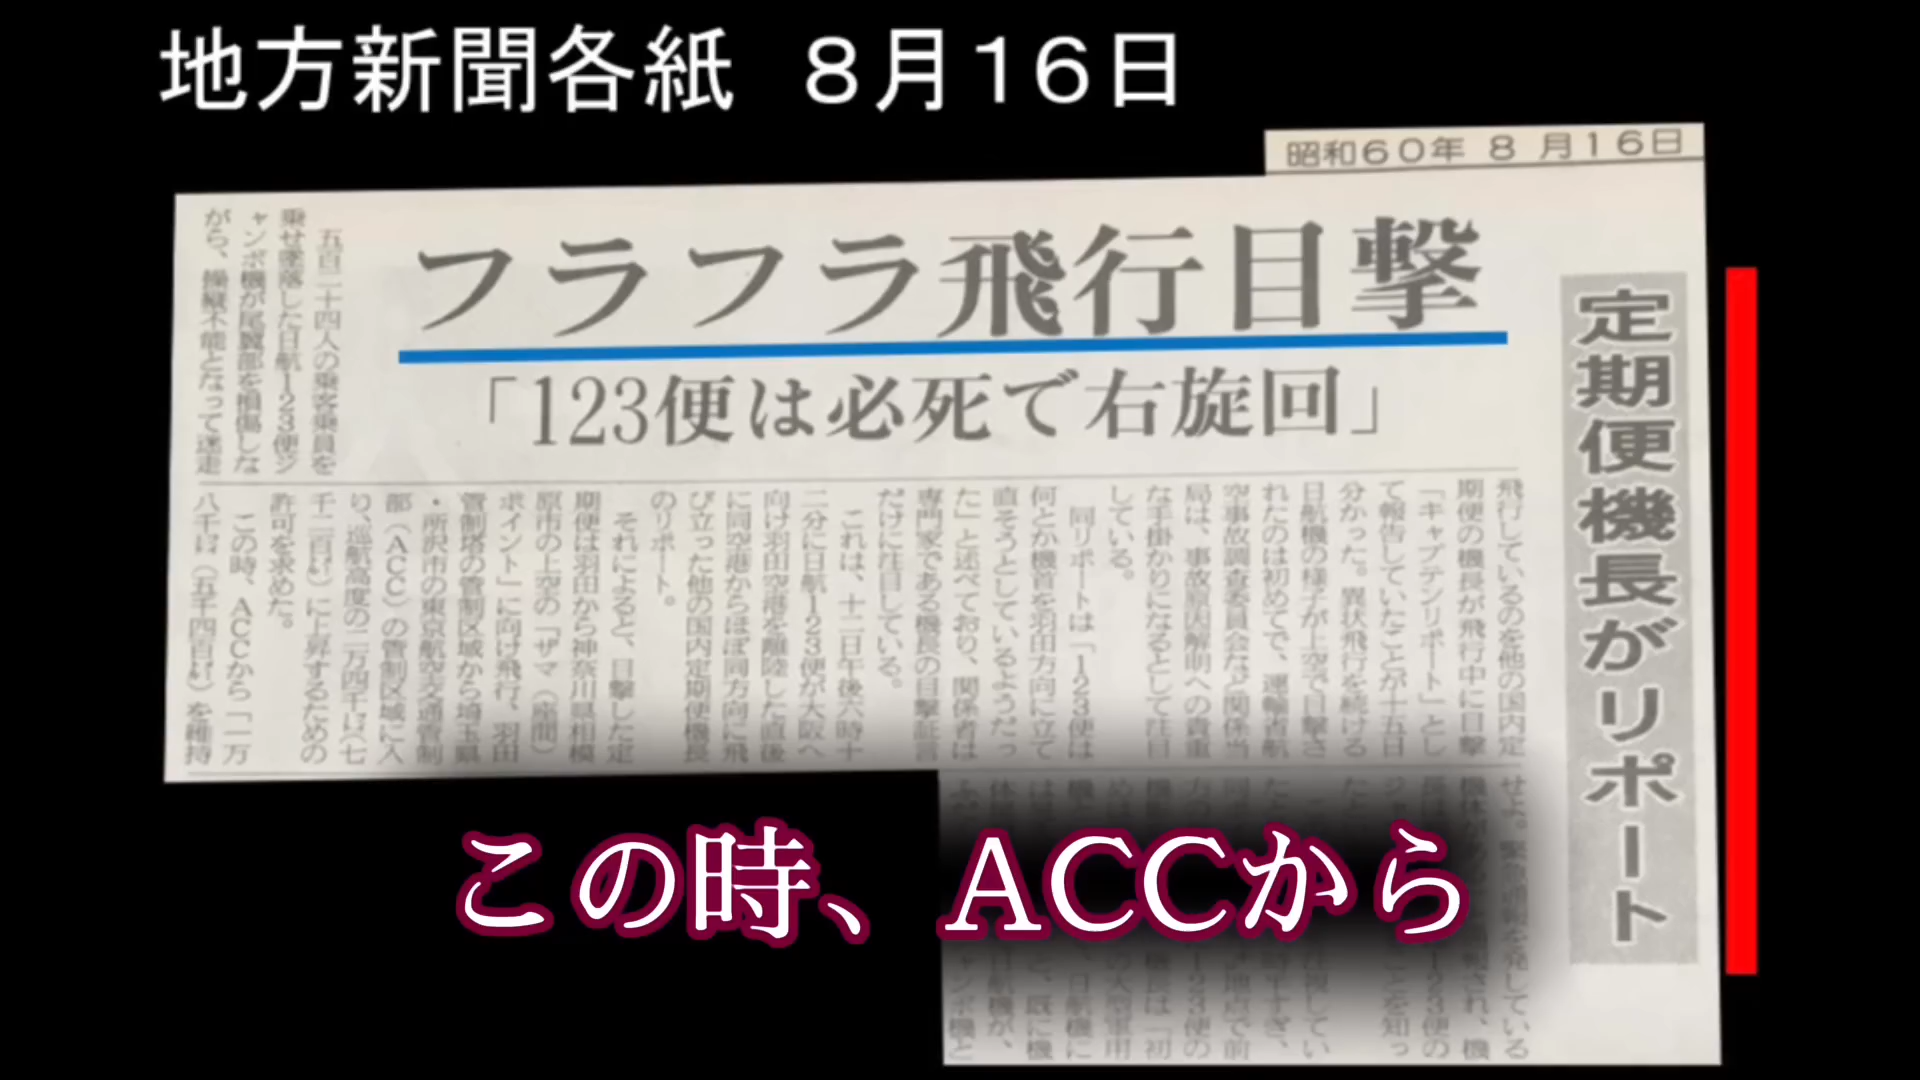 地方新聞各紙　８月１６日
昭和６０年 ８ 月１６日
定期便機長がリポート
フラフラ飛行目撃
「123便は必死で右旋回」
五百二十四人の乗客乗員を
乗せ墜落した日航１２３便ジ
ャンボ機が尾翼部を損傷しな
がら、操縦不能となって迷走
飛行しているのを他の国内定
期便の機長が飛行中に目撃
「キャプテンリポート」とし
て報告していたことが十五日
分かった。異状飛行を続ける
日航機の様子が上空で目撃さ
れたのは初めてで、運輸省航
空事故調査委員会など関係当
局は、事故原因解明への貴重
な手掛かりになるとして注目
している。
同リポートは「１２３便は
何とか機首を羽田方向に立て
直そうとしているようだっ
た」と述べており、関係者は
専門家である機長の目撃証言
だけに注目している。
これは、十二日午後六時十
二分に日航１２３便が大阪へ
向け羽田空港を離陸した直後
に同空港からほぼ同方向に飛
び立った他の国内定期便機長
のリポート。
それによると、目撃した定
期便は羽田から神奈川県相模
原市の上空の「ザマ（座間）
ポイント」に向け飛行、羽田
管制塔の管制区域から埼玉県
・所沢市の東京航空交通管制
部（ＡＣＣ）の管制区域に入
り、巡航高度の二万四千㌳（七
千二百㍍）に上昇するための
許可を求めた。
この時、ＡＣＣから「一万
八千㌳（五千四百㍍）を維持
せよ。緊急通報を発している
この時、ACCから